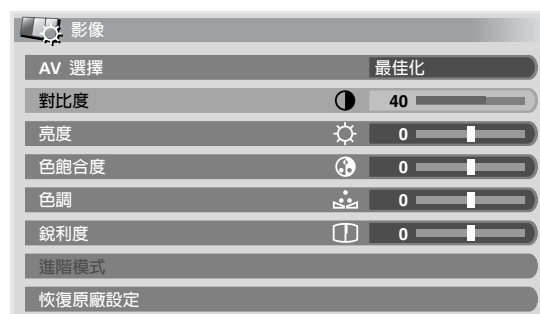 影像
AV 選擇 最佳化
對比度 40
亮度 0
色飽合度 0
色調 0
銳利度 0
進階模式
恢復原廠設定